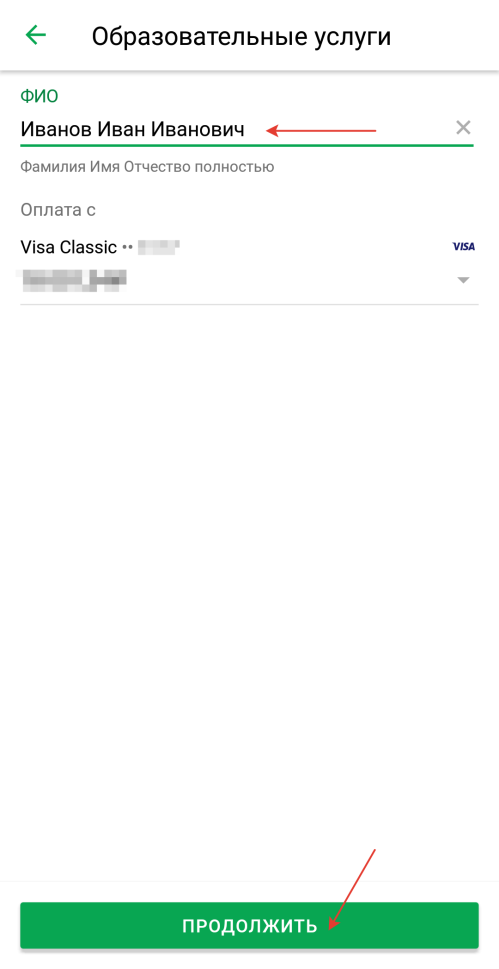 Образовательные услуги
ФИО
Иванов Иван Иванович
Фамилия Имя Отчество полностью
Оплата с
Visa Classic ••
VISA
ПРОДОЛЖИТЬ